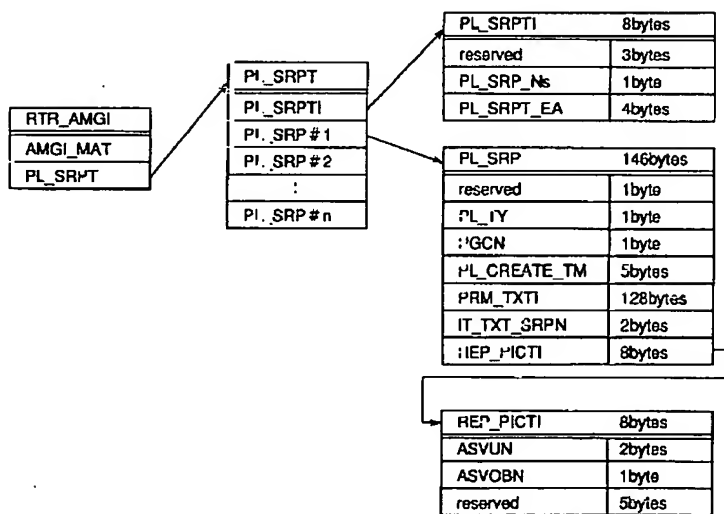 RTR_AMGI
AMGI_MAT
PL_SRPT
PL_SRPT
PL_SRPTI
PL_SRP#1
PL_SRP#2
:
PL_SRP#n
PL_SRPTI 8bytes
reserved 3bytes
PL_SRP_Ns 1byte
PL_SRPT_EA 4bytes
PL_SRP 146bytes
reserved 1byte
PL_TY 1byte
PGCN 1byte
PL_CREATE_TM 5bytes
PRM_TXTI 128bytes
IT_TXT_SRPN 2bytes
REP_PICTI 8bytes
REP_PICTI 8bytes
ASVUN 2bytes
ASVOBN 1byte
reserved 5bytes